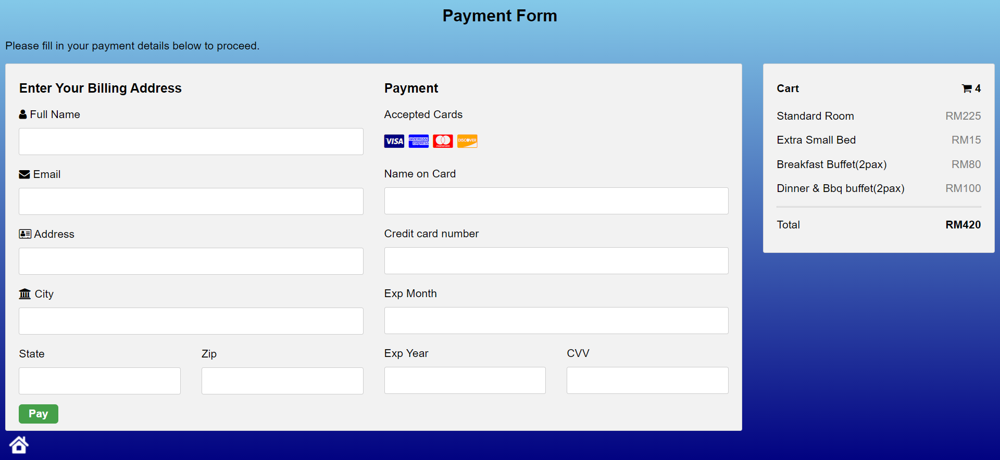 Payment Form
Please fill in your payment details below to proceed.
Enter Your Billing Address
Full Name
Email
Address
City
State Zip
Pay
Payment
Accepted Cards
VISA AMERICAN EXPRESS mastercard DISCOVER
Name on Card
Credit card number
Exp Month
Exp Year CVV
Cart 4
Standard Room RM225
Extra Small Bed RM15
Breakfast Buffet(2pax) RM80
Dinner & Bbq buffet(2pax) RM100
Total RM420